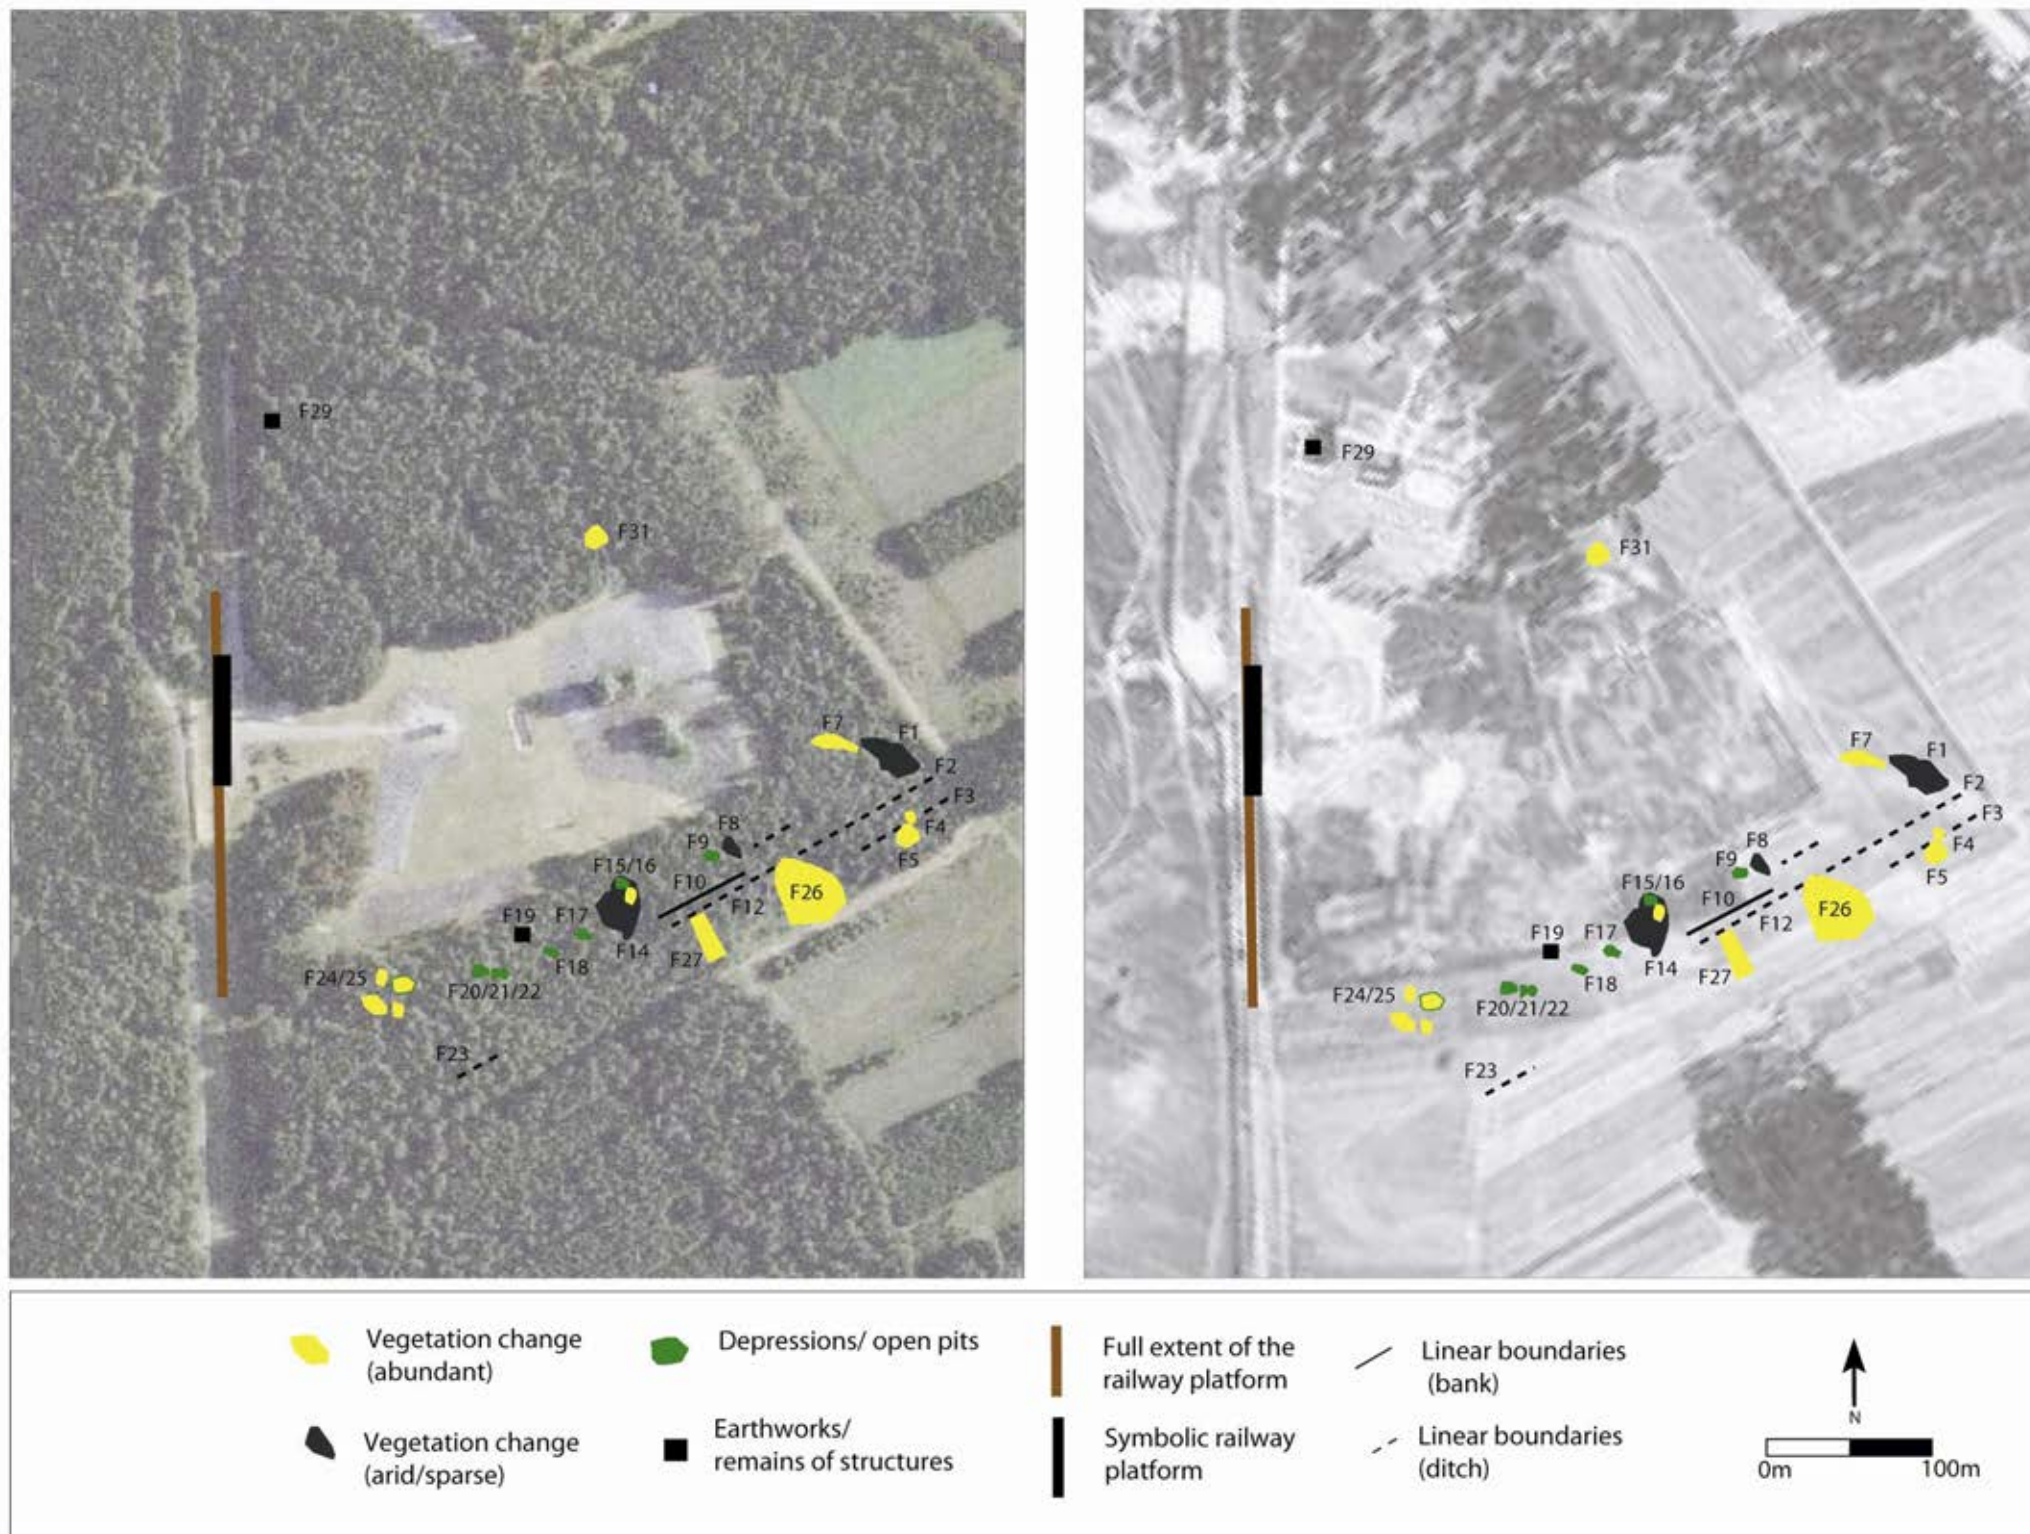 F29
F31
F7
F1
F2
F3
F4
F5
F8
F9
F15/16
F10
F26
F12
F19
F17
F14
F27
F18
F24/25
F20/21/22
F23
F29
F31
F7
F1
F2
F3
F4
F5
F8
F9
F15/16
F10
F26
F12
F19
F17
F14
F27
F18
F24/25
F20/21/22
F23
Vegetation change
(abundant)
Depressions/ open pits
Full extent of the
railway platform
Linear boundaries
(bank)
Vegetation change
(arid/sparse)
Earthworks/
remains of structures
Symbolic railway
platform
Linear boundaries
(ditch)
N
0m 100m